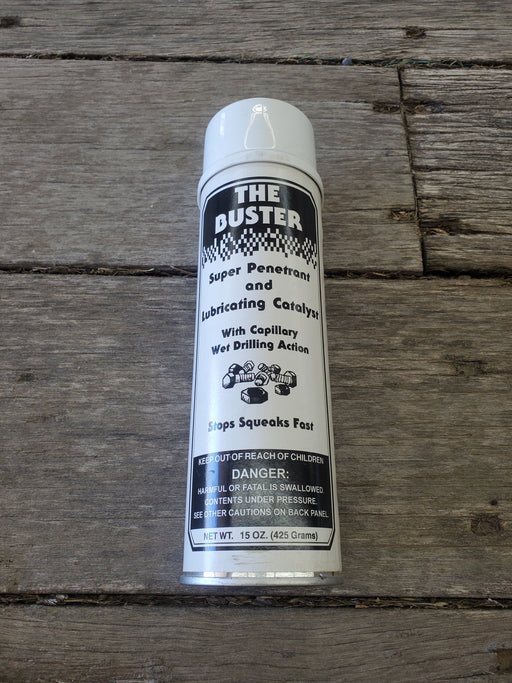 THE
BUSTER
Super Penetrant
and
Lubricating Catalyst
With Capillary
Wet Drilling Action
Stops Squeaks Fast
KEEP OUT OF REACH OF CHILDREN
DANGER:
HARMFUL OR FATAL IS SWALLOWED.
CONTENTS UNDER PRESSURE.
SEE OTHER CAUTIONS ON BACK PANEL.
NET WT. 15 OZ. (425 Grams)